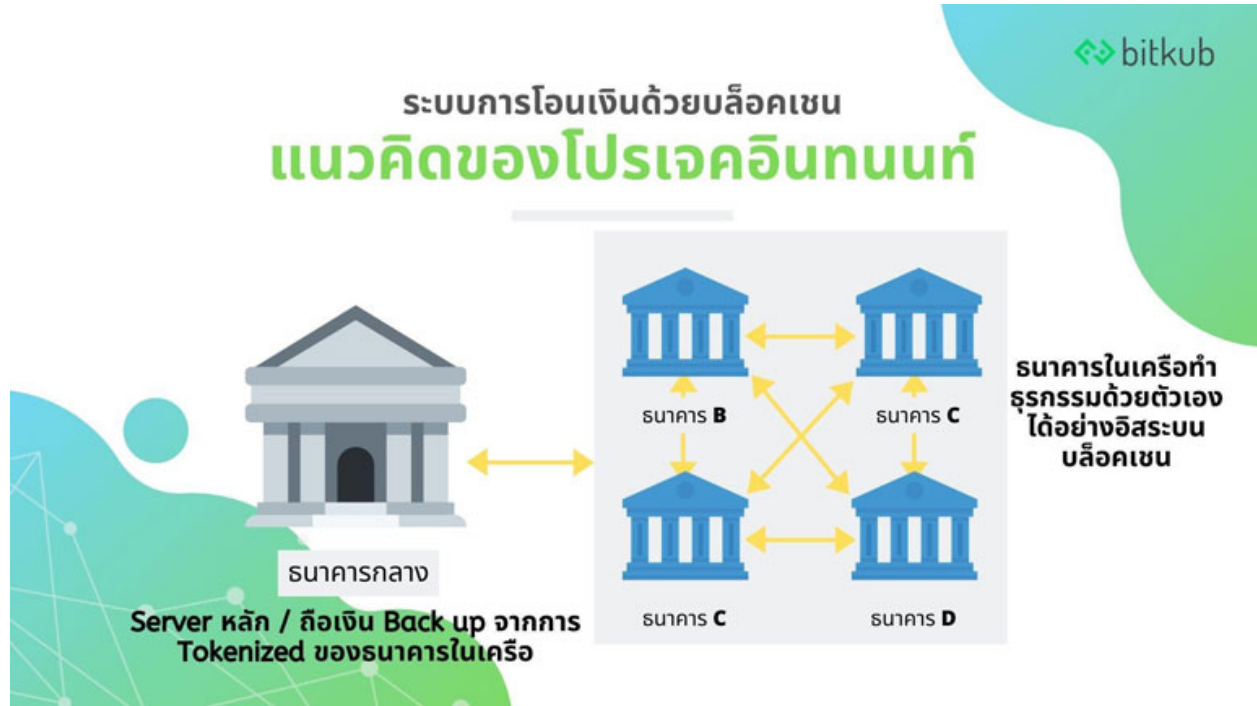 bitkub
ระบบการโอนเงินด้วยบล็อคเชน
แนวคิดของโปรเจคอินทนนท์
ธนาคาร B
ธนาคาร C
ธนาคารในเครือทำ
ธุรกรรมด้วยตัวเอง
ได้อย่างอิสระบน
บล็อคเชน
ธนาคารกลาง
Server หลัก / ถือเงิน Back up จากการ
Tokenized ของธนาคารในเครือ
ธนาคาร C
ธนาคาร D